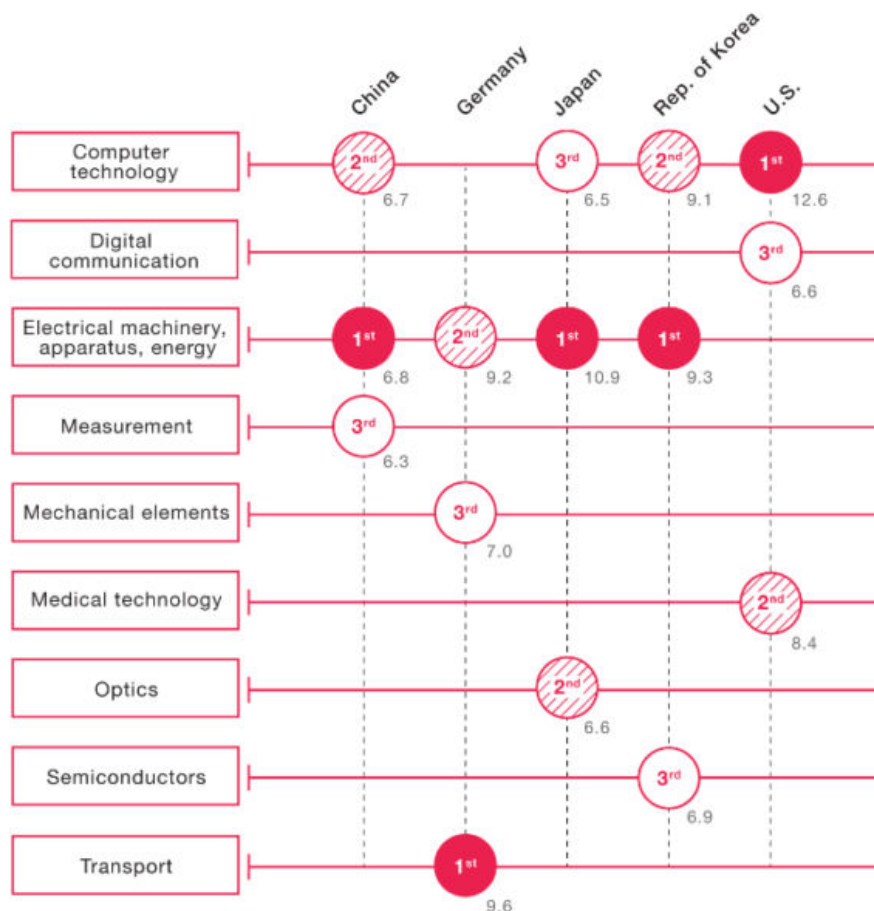 China
Germany
Japan
Rep. of Korea
U.S.
Computer
technology
2nd
3rd
2nd
1st
6.7
6.5
9.1
12.6
Digital
communication
3rd
6.6
Electrical machinery,
apparatus, energy
1st
2nd
1st
1st
6.8
9.2
10.9
9.3
Measurement
3rd
6.3
Mechanical elements
3rd
7.0
Medical technology
2nd
8.4
Optics
2nd
6.6
Semiconductors
3rd
6.9
Transport
1st
9.6